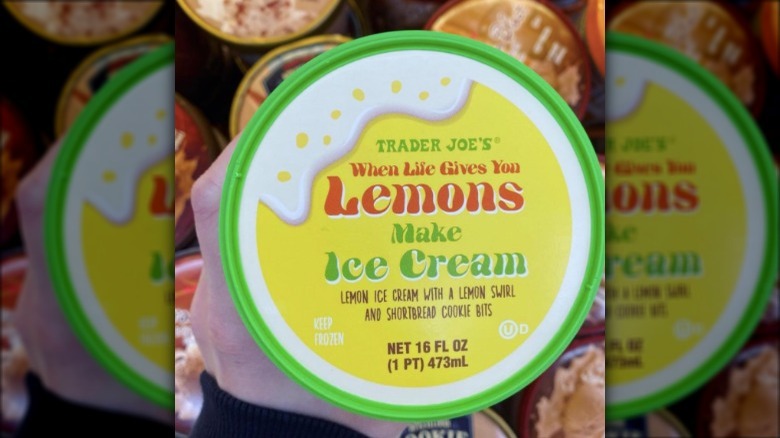 TRADER JOE'S®
When Life Gives You
Lemons
Make
Ice Cream
LEMON ICE CREAM WITH A LEMON SWIRL
AND SHORTBREAD COOKIE BITS
KEEP
FROZEN
U D
NET 16 FL OZ
(1 PT) 473mL
COOKIE